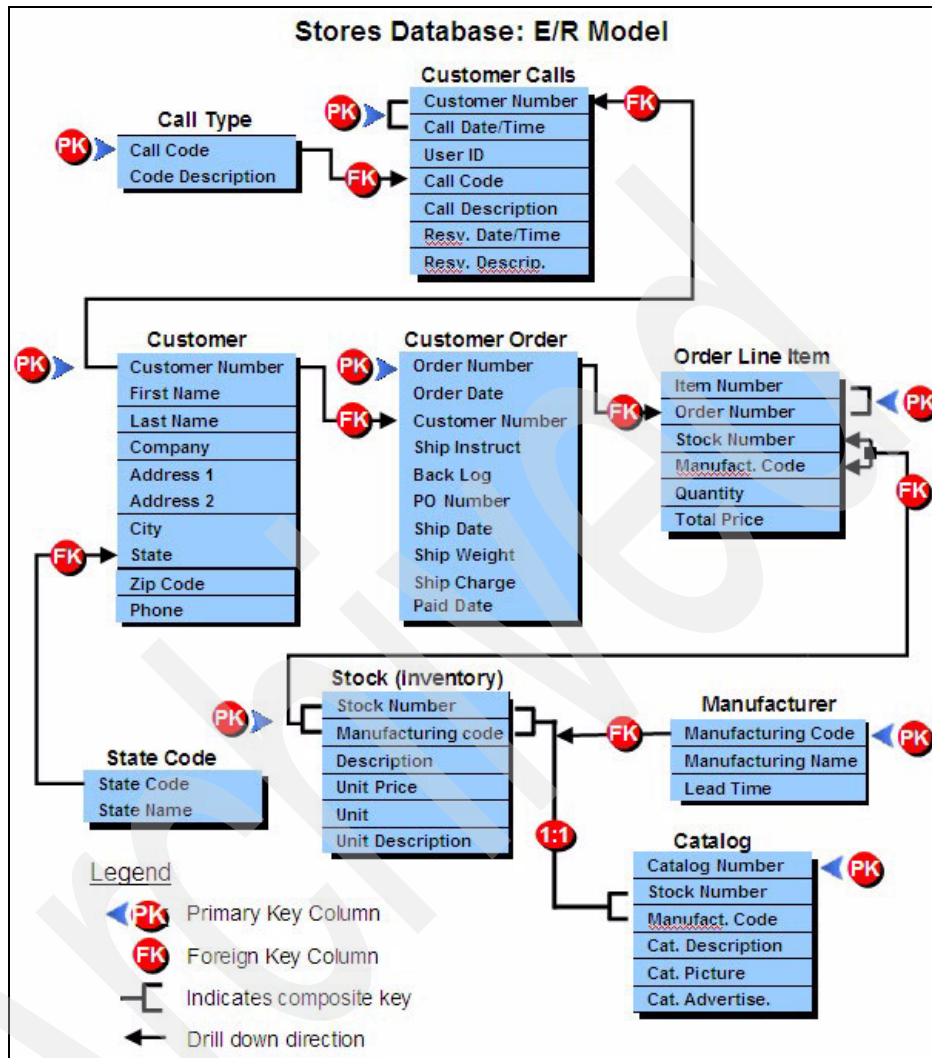 Stores Database: E/R Model
Customer Calls
PK
Customer Number
FK
Call Date/Time
User ID
Call Code
Call Description
Resv. Date/Time
Resv. Descrip.
Call Type
PK
Call Code
Code Description
FK
Customer
PK
Customer Number
First Name
Last Name
Company
Address 1
Address 2
City
State
Zip Code
Phone
FK
FK
Customer Order
PK
Order Number
Order Date
Customer Number
Ship Instruct
Back Log
PO Number
Ship Date
Ship Weight
Ship Charge
Paid Date
FK
Order Line Item
Item Number
Order Number
PK
Stock Number
Manufact. Code
FK
Quantity
Total Price
Stock (inventory)
PK
Stock Number
Manufacturing code
Description
Unit Price
Unit
Unit Description
FK
1:1
Manufacturer
Manufacturing Code
PK
Manufacturing Name
Lead Time
State Code
State Code
State Name
Catalog
Catalog Number
PK
Stock Number
Manufact. Code
Cat. Description
Cat. Picture
Cat. Advertise.
Legend
PK Primary Key Column
FK Foreign Key Column
Indicates composite key
Drill down direction
Archived